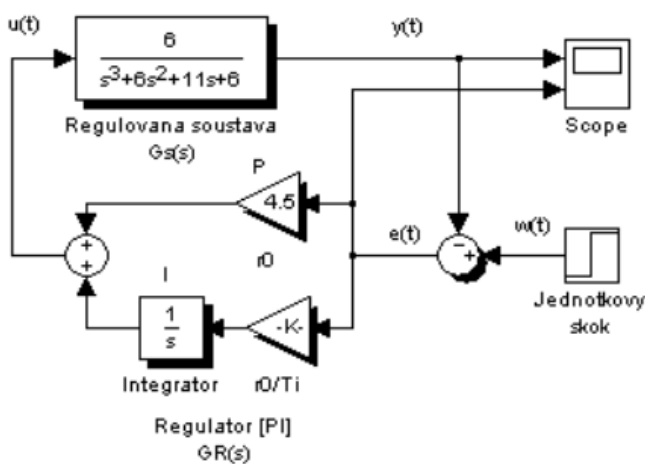 u(t)
y(t)
6
s³+6s²+11s+6
Regulovana soustava
Gs(s)
Scope
P
4.5
r0
e(t)
-
+
w(t)
Jednotkovy
skok
+
+
I
1
s
Integrator
-K-
r0/Ti
Regulator [PI]
GR(s)